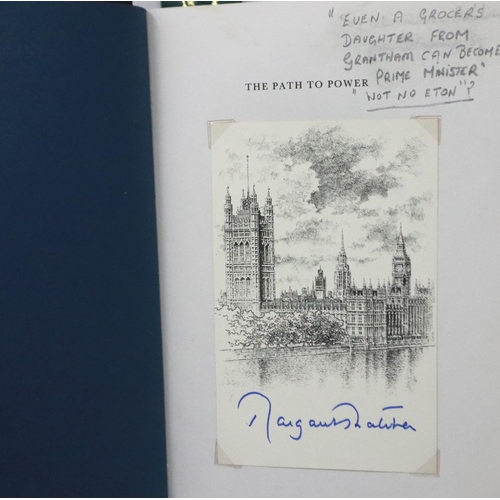 "EVEN A GROCER'S
DAUGHTER FROM
GRANTHAM CAN BECOME
PRIME MINISTER"
"NOT NO ETON"?
THE PATH TO POWER
Margaret Thatcher